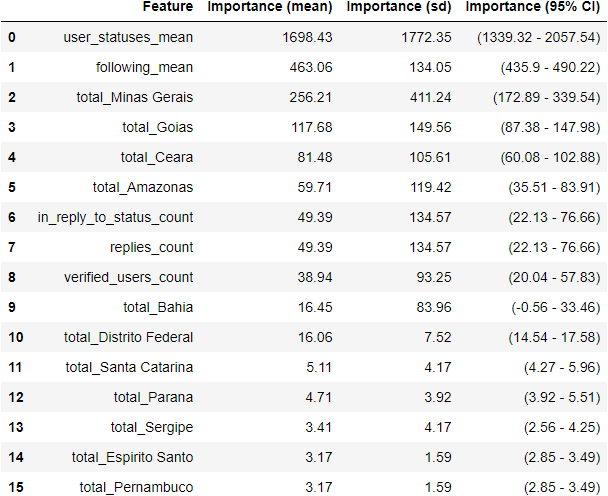 Feature Importance (mean) Importance (sd) Importance (95% CI)
0 user_statuses_mean 1698.43 1772.35 (1339.32 - 2057.54)
1 following_mean 463.06 134.05 (435.9 - 490.22)
2 total_Minas Gerais 256.21 411.24 (172.89 - 339.54)
3 total_Goias 117.68 149.56 (87.38 - 147.98)
4 total_Ceara 81.48 105.61 (60.08 - 102.88)
5 total_Amazonas 59.71 119.42 (35.51 - 83.91)
6 in_reply_to_status_count 49.39 134.57 (22.13 - 76.66)
7 replies_count 49.39 134.57 (22.13 - 76.66)
8 verified_users_count 38.94 93.25 (20.04 - 57.83)
9 total_Bahia 16.45 83.96 (-0.56 - 33.46)
10 total_Distrito Federal 16.06 7.52 (14.54 - 17.58)
11 total_Santa Catarina 5.11 4.17 (4.27 - 5.96)
12 total_Parana 4.71 3.92 (3.92 - 5.51)
13 total_Sergipe 3.41 4.17 (2.56 - 4.25)
14 total_Espirito Santo 3.17 1.59 (2.85 - 3.49)
15 total_Pernambuco 3.17 1.59 (2.85 - 3.49)